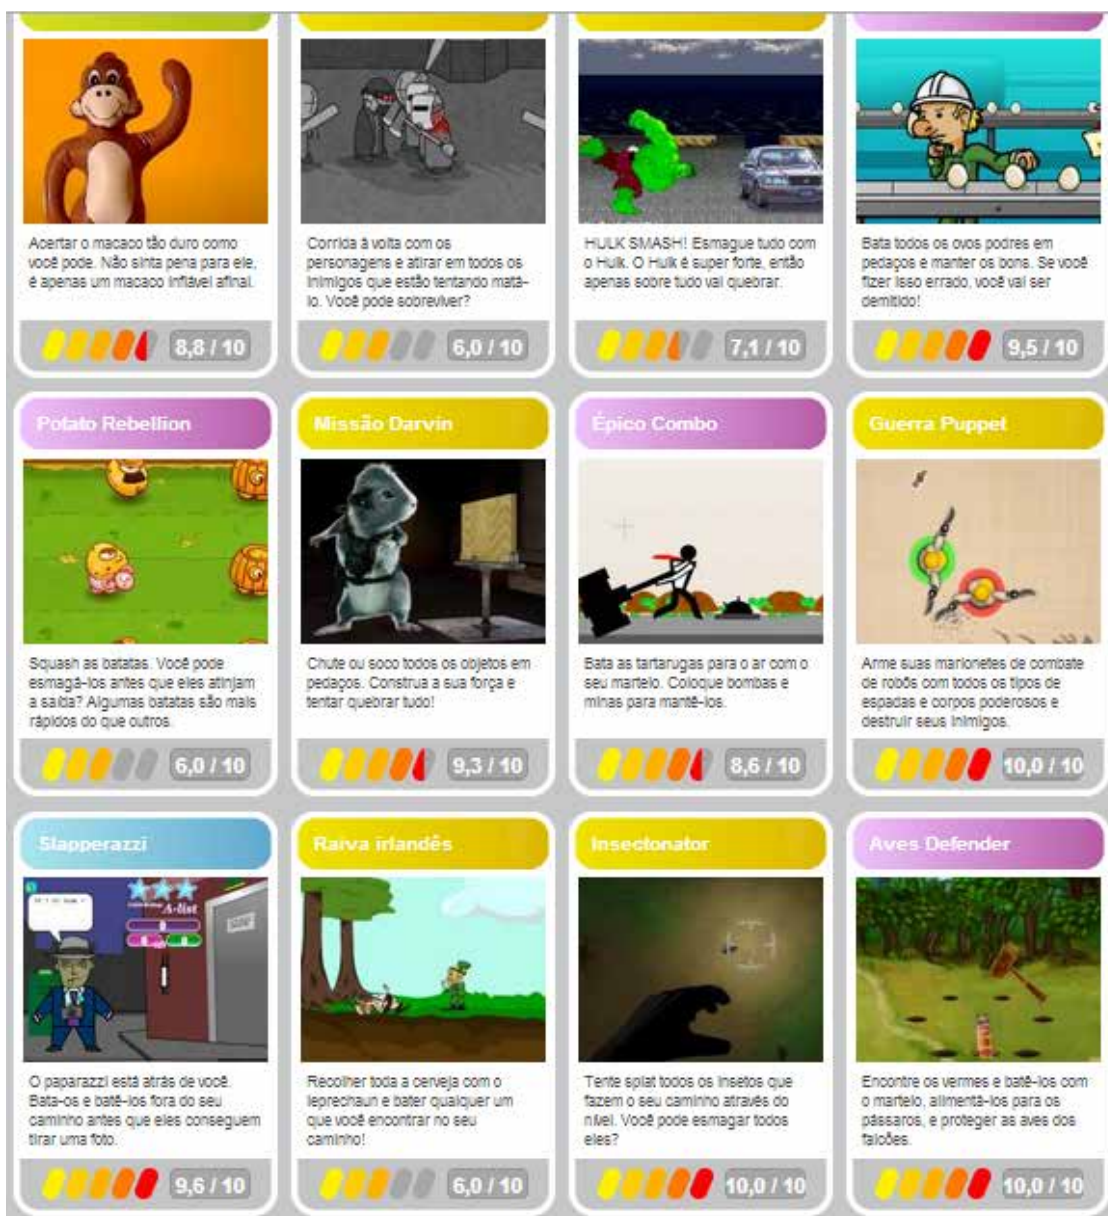 Acertar o macaco tão duro como
você pode. Não sinta pena para ele,
é apenas um macaco inflável afinal.
8,8 / 10
Corrida à volta com os
personagens e atirar em todos os
inimigos que estão tentando matá-
lo. Você pode sobreviver?
6,0 / 10
HULK SMASH! Esmague tudo com
o Hulk. O Hulk é super forte, então
apenas sobre tudo vai quebrar.
7,1 / 10
Bata todos os ovos podres em
pedaços e manter os bons. Se você
fizer isso errado, você vai ser
demitido!
9,5 / 10
Potato Rebellion
Squash as batatas. Você pode
esmagá-los antes que eles atinjam
a saída? Algumas batatas são mais
rápidos do que outros.
6,0 / 10
Missão Darvin
Chute ou soco todos os objetos em
pedaços. Construa a sua força e
tentar quebrar tudo!
9,3 / 10
Épico Combo
Bata as tartarugas para o ar com o
seu martelo. Coloque bombas e
minas para mantê-los.
8,6 / 10
Guerra Puppet
Arme suas marionetes de combate
de robôs com todos os tipos de
espadas e corpos poderosos e
destruir seus inimigos.
10,0 / 10
Slapperazzi
A-list
O paparazzi está atrás de você.
Bata-os e batê-los fora do seu
caminho antes que eles conseguem
tirar uma foto.
9,6 / 10
Raiva irlandês
Recolher toda a cerveja com o
leprechaun e bater qualquer um
que você encontrar no seu
caminho!
6,0 / 10
Insectonator
Tente splat todos os insetos que
fazem o seu caminho através do
nível. Você pode esmagar todos
eles?
10,0 / 10
Aves Defender
Encontre os vermes e batê-los com
o martelo, alimentá-los para os
pássaros, e proteger as aves dos
falcões.
10,0 / 10